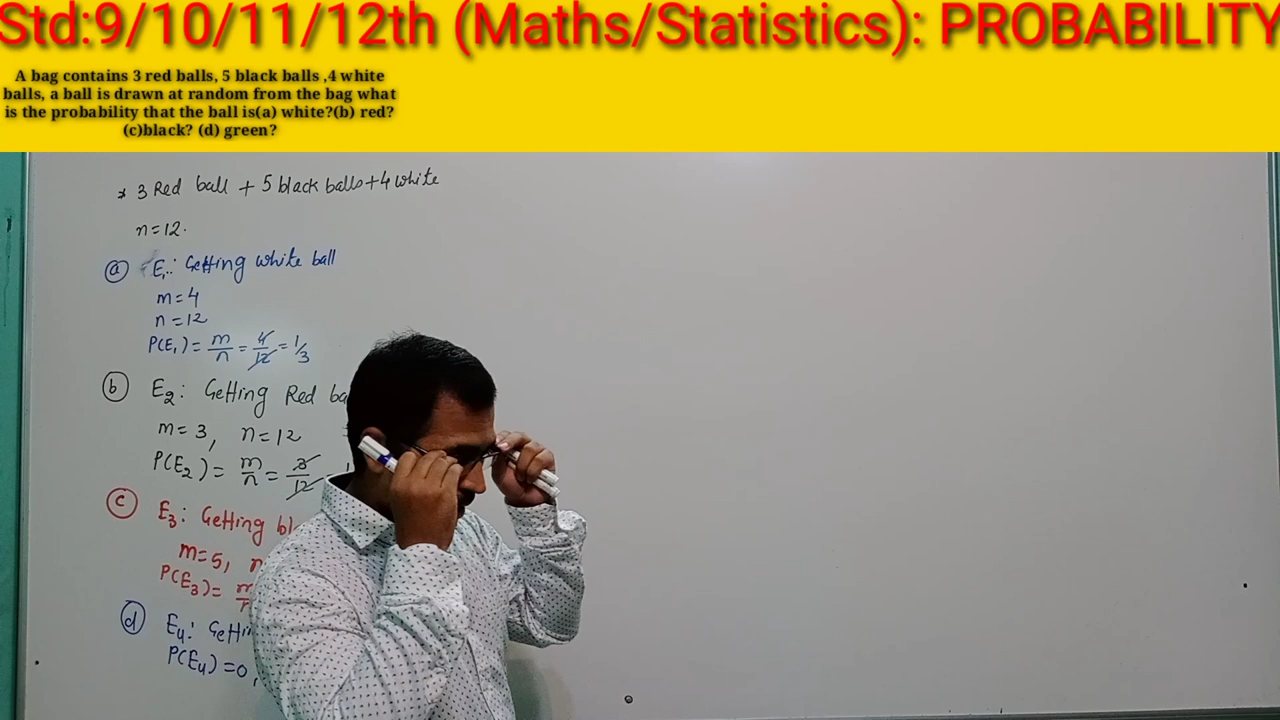 Std:9/10/11/12th (Maths/Statistics): PROBABILITY
A bag contains 3 red balls, 5 black balls ,4 white
balls, a ball is drawn at random from the bag what
is the probability that the ball is(a) white?(b) red?
(c)black? (d) green?
* 3 Red ball + 5 black balls+4 white
n=12.
(a) E₁: Getting white ball
m=4
n=12
P(E₁)= m/n = 4/12 = 1/3
(b) E₂: Getting Red
m= 3, n=12
P(E₂)= m/n = 3/12 =
(c) E₃: Getting
m=5,
P(E₃)=
(d) E₄:
P(E₄)=0,